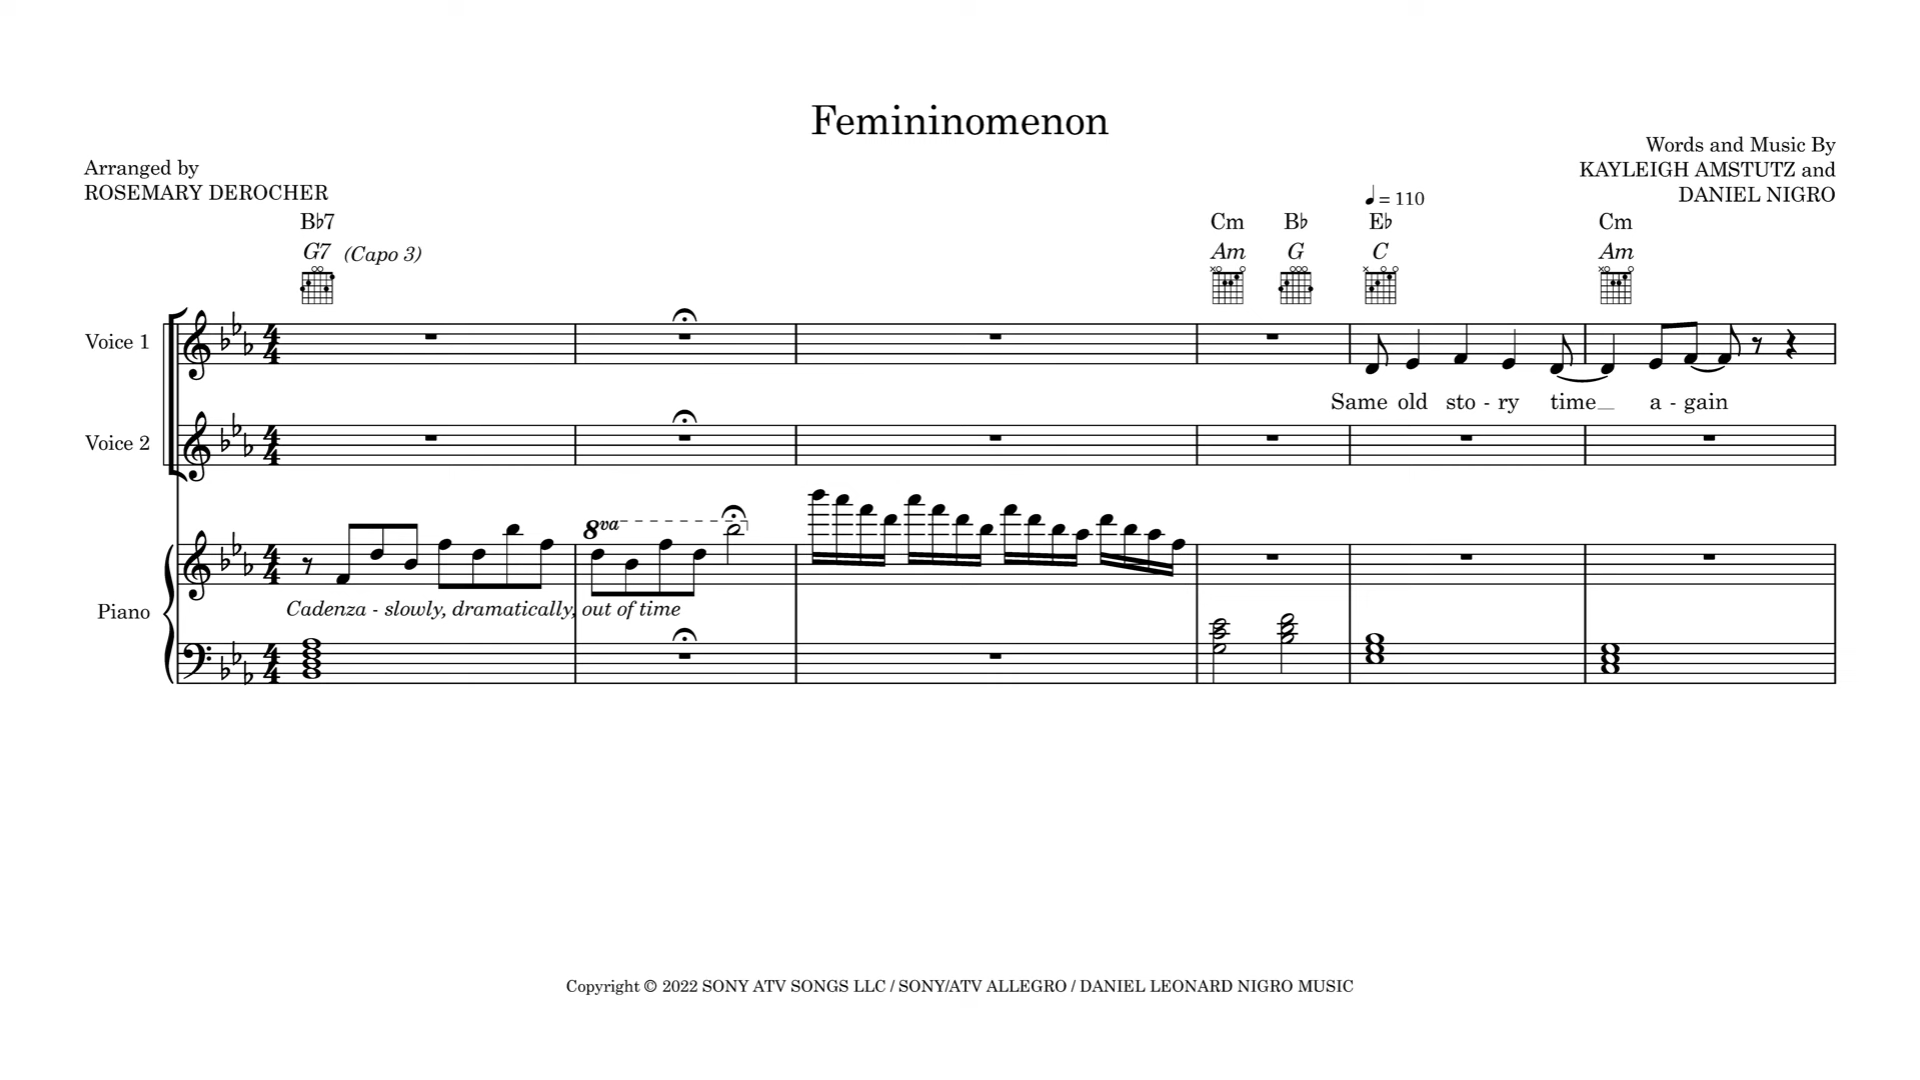 Femininomenon
Arranged by
ROSEMARY DEROCHER
Words and Music By
KAYLEIGH AMSTUTZ and
DANIEL NIGRO
= 110
B♭7 Cm B♭ E♭ Cm
G7 (Capo 3) Am G C Am
Voice 1
Same old sto - ry time__ a - gain
Voice 2
8va
Cadenza - slowly, dramatically, out of time
Piano
Copyright © 2022 SONY ATV SONGS LLC / SONY/ATV ALLEGRO / DANIEL LEONARD NIGRO MUSIC